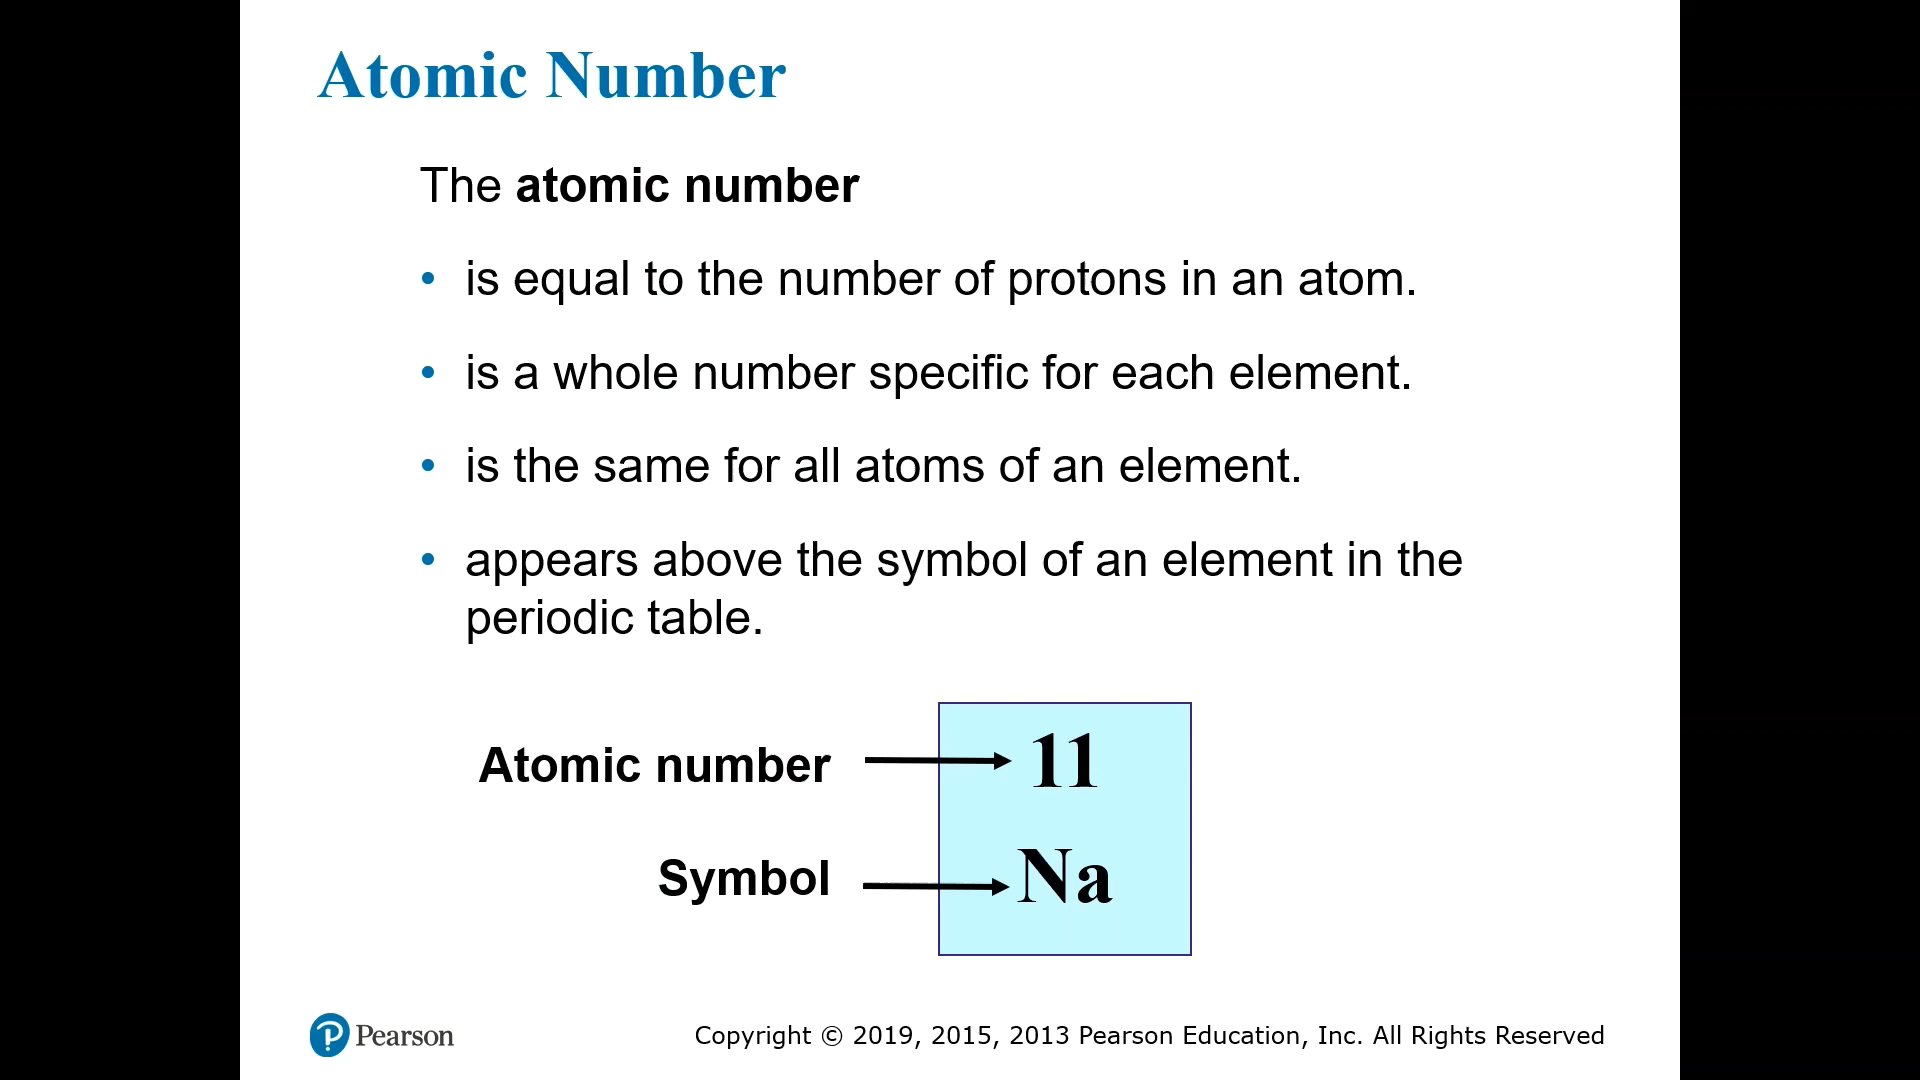 Atomic Number
The atomic number
• is equal to the number of protons in an atom.
• is a whole number specific for each element.
• is the same for all atoms of an element.
• appears above the symbol of an element in the
periodic table.
Atomic number 11
Symbol Na
Pearson Copyright © 2019, 2015, 2013 Pearson Education, Inc. All Rights Reserved